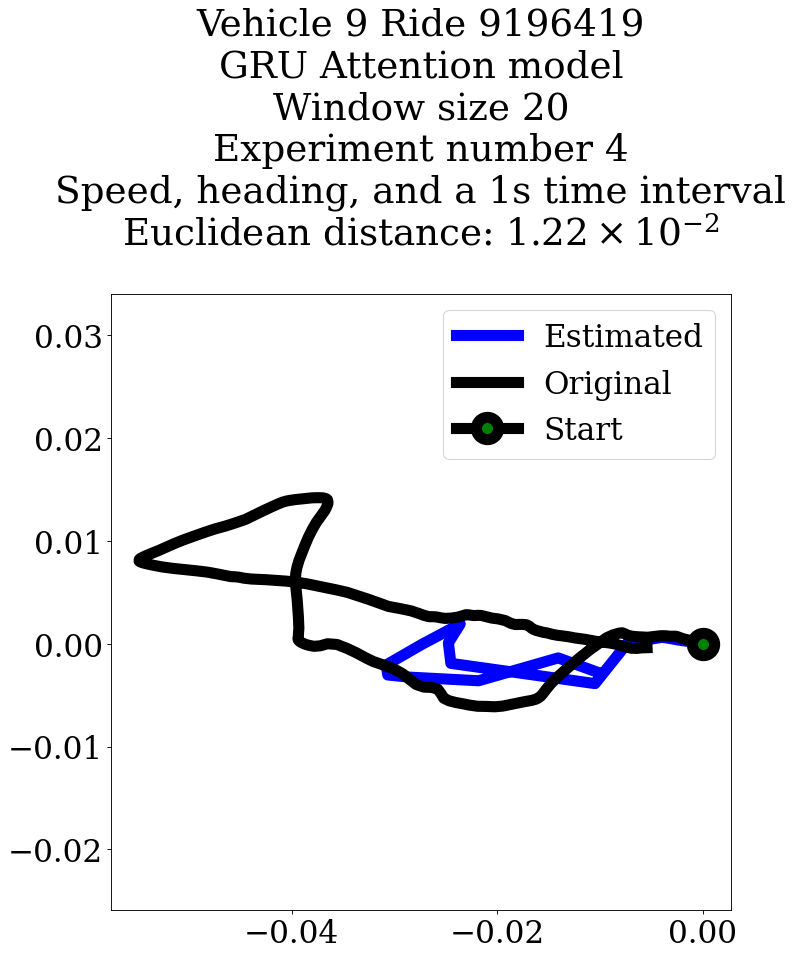 Vehicle 9 Ride 9196419
GRU Attention model
Window size 20
Experiment number 4
Speed, heading, and a 1s time interval
Euclidean distance: 1.22 × 10⁻²
Estimated
Original
Start
0.03
0.02
0.01
0.00
−0.01
−0.02
−0.04 −0.02 0.00